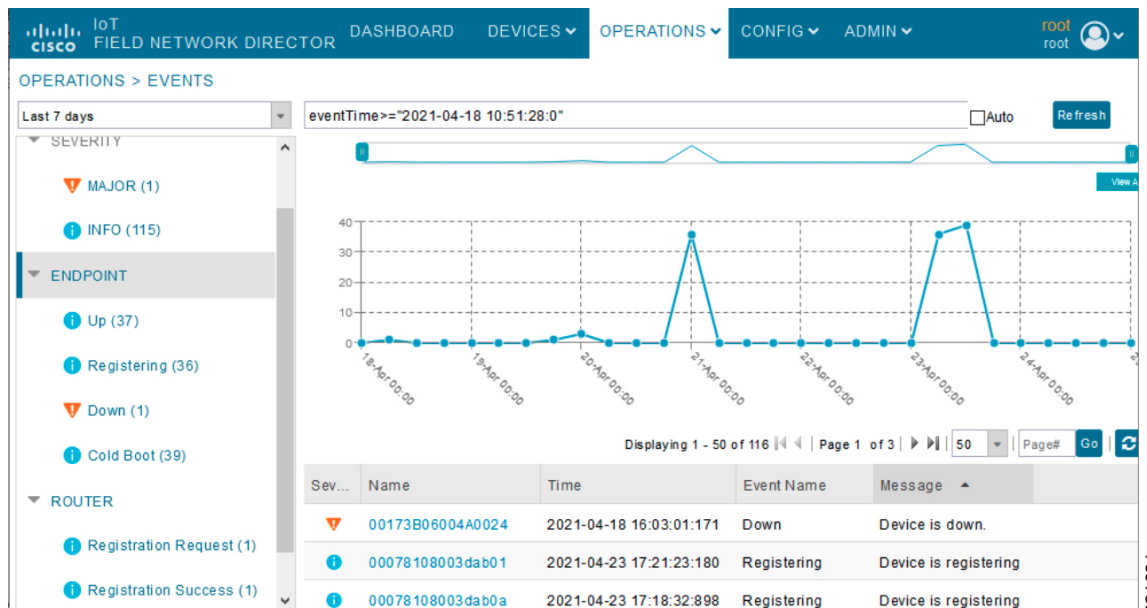 cisco
IoT
FIELD NETWORK DIRECTOR
DASHBOARD
DEVICES
OPERATIONS
CONFIG
ADMIN
root
root
OPERATIONS > EVENTS
Last 7 days
eventTime>="2021-04-18 10:51:28:0"
Auto
Refresh
SEVERITY
MAJOR (1)
INFO (115)
ENDPOINT
Up (37)
Registering (36)
Down (1)
Cold Boot (39)
ROUTER
Registration Request (1)
Registration Success (1)
View A
40
30
20
10
0
18-Apr 00:00
19-Apr 00:00
20-Apr 00:00
21-Apr 00:00
22-Apr 00:00
23-Apr 00:00
24-Apr 00:00
Displaying 1 - 50 of 116 | Page 1 of 3 | 50 | Page# Go
Sev... Name Time Event Name Message
00173B06004A0024 2021-04-18 16:03:01:171 Down Device is down.
00078108003dab01 2021-04-23 17:21:23:180 Registering Device is registering
00078108003dab0a 2021-04-23 17:18:32:898 Registering Device is registering